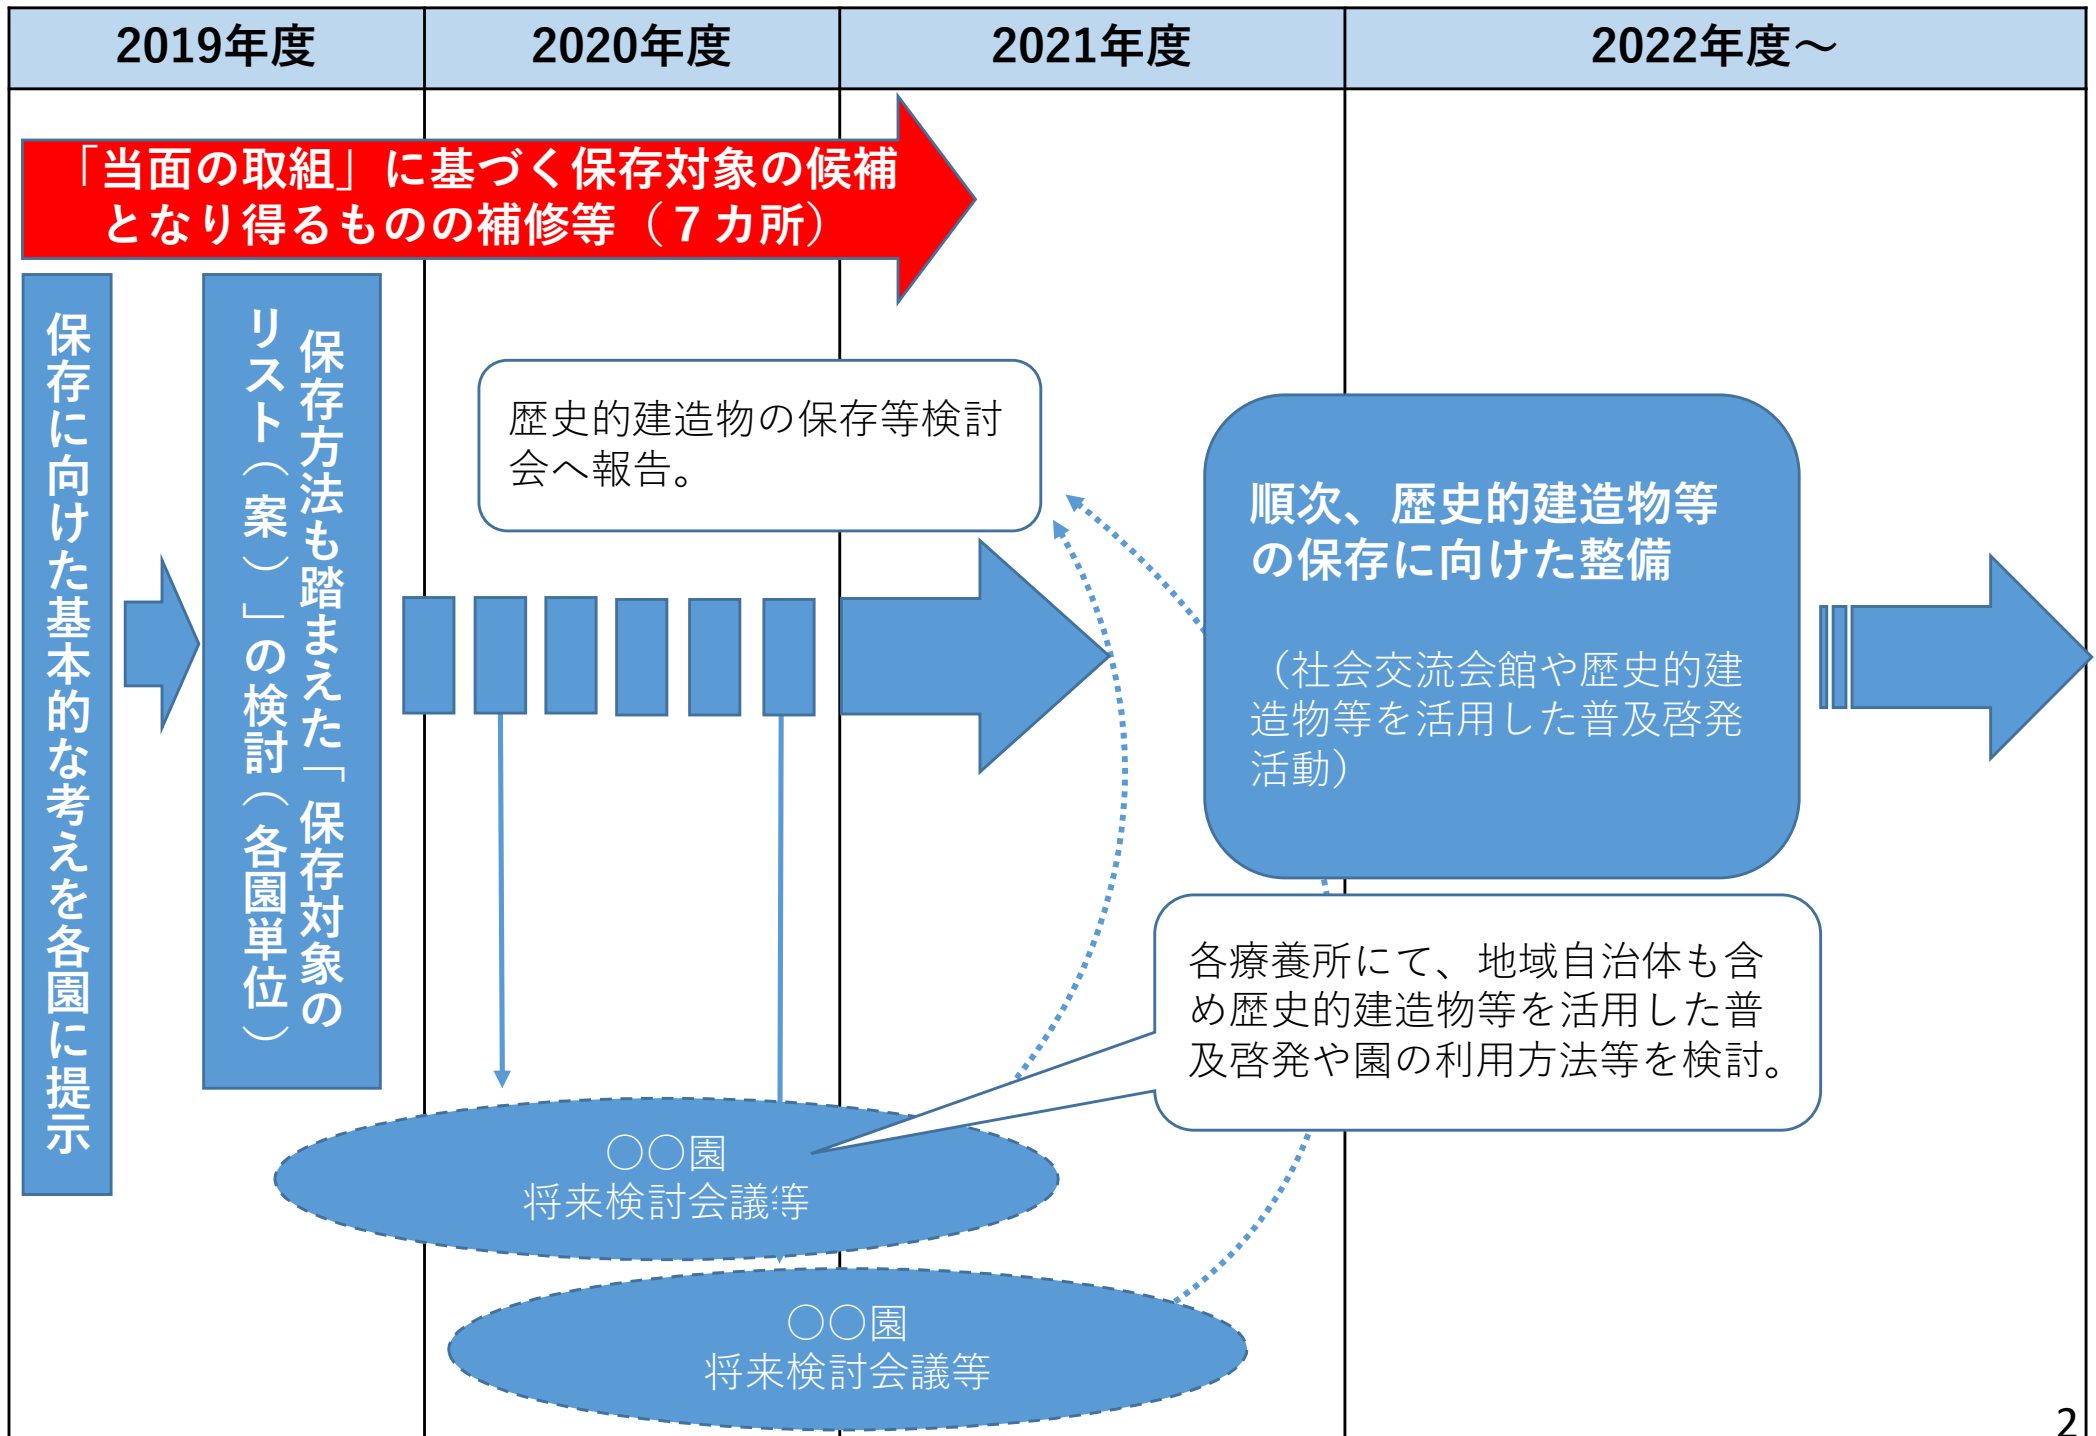 2019年度
2020年度
2021年度
2022年度～
「当面の取組」に基づく保存対象の候補
となり得るものの補修等（７カ所）
保存に向けた基本的な考えを各園に提示
保存方法も踏まえた「保存対象の
リスト（案）」の検討（各園単位）
歴史的建造物の保存等検討
会へ報告。
順次、歴史的建造物等
の保存に向けた整備
（社会交流会館や歴史的建
造物等を活用した普及啓発
活動）
各療養所にて、地域自治体も含
め歴史的建造物等を活用した普
及啓発や園の利用方法等を検討。
○○園
将来検討会議等
○○園
将来検討会議等
2